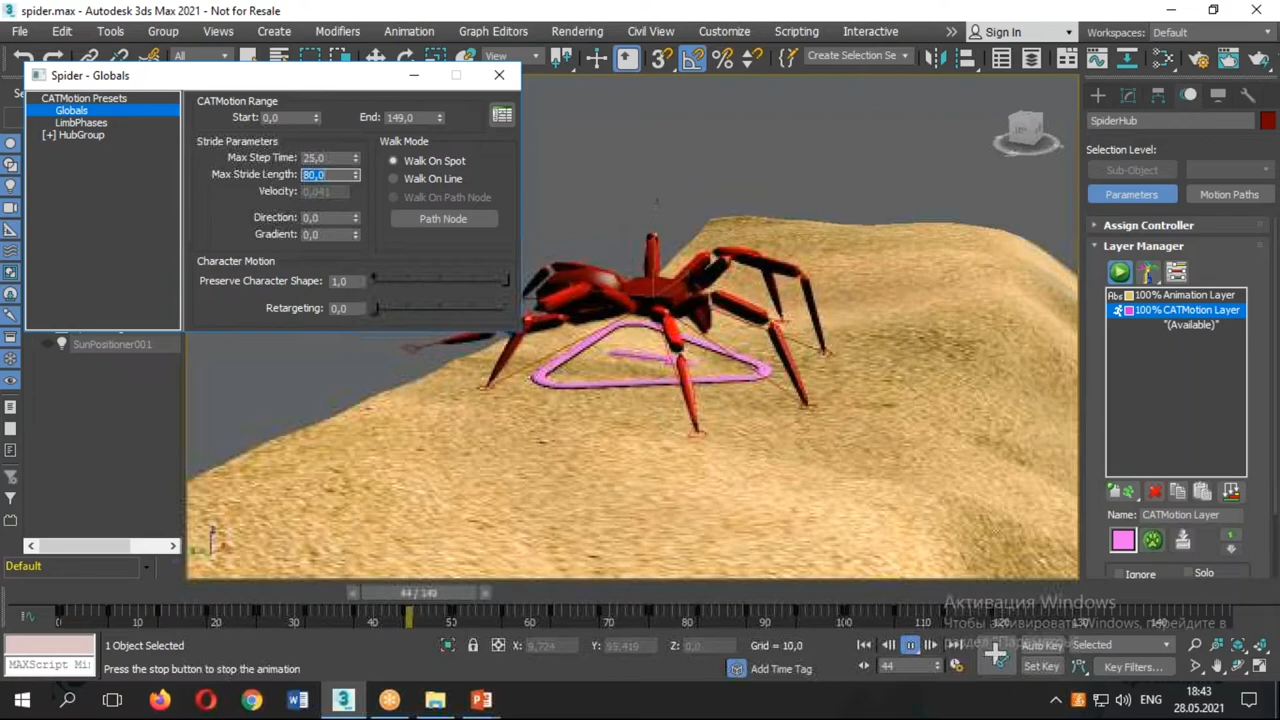 spider.max - Autodesk 3ds Max 2021 - Not for Resale
File Edit Tools Group Views Create Modifiers Animation Graph Editors Rendering Civil View Customize Scripting Interactive Sign In Workspaces: Default
All View Create Selection Se
Spider - Globals
CATMotion Presets
Globals
LimbPhases
[+] HubGroup
CATMotion Range
Start: 0,0 End: 149,0
Stride Parameters Walk Mode
Max Step Time: 25,0 Walk On Spot
Max Stride Length: 80,0 Walk On Line
Velocity: 0,041 Walk On Path Node
Direction: 0,0 Path Node
Gradient: 0,0
Character Motion
Preserve Character Shape: 1,0
Retargeting: 0,0
SunPositioner001
SpiderHub
Selection Level:
Sub-Object
Parameters Motion Paths
Assign Controller
Layer Manager
Abs 100% Animation Layer
100% CATMotion Layer
"(Available)"
Name: CATMotion Layer
Ignore Solo
Default
44 / 149
0 10 20 30 40 50 60 70 80 90 100 110 120 130 140
Активация Windows
Чтобы активировать Windows, перейдите в
раздел "Параметры".
1 Object Selected X: 9,724 Y: 55,419 Z: 0,0 Grid = 10,0 Auto Key Selected
MAXScript Mi Press the stop button to stop the animation Add Time Tag 44 Set Key Key Filters...
ENG 18:43
28.05.2021